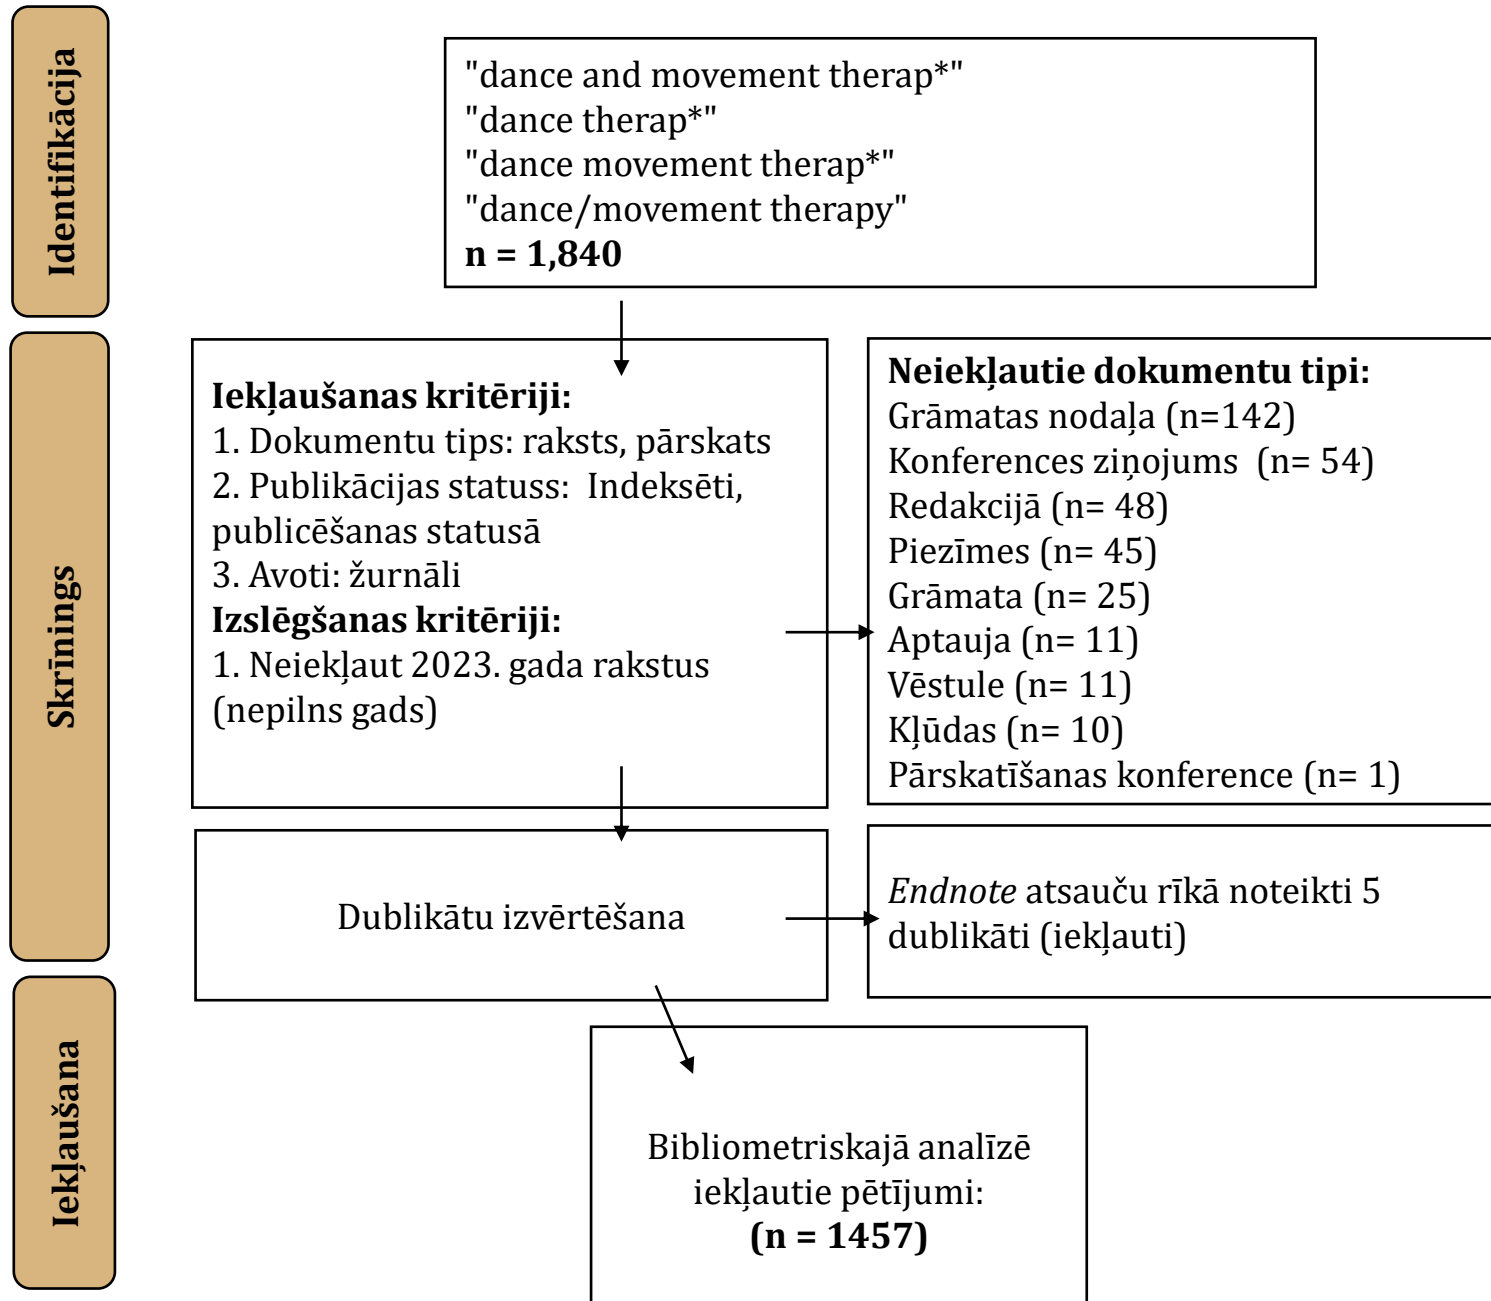 Identifikācija
"dance and movement therap*"
"dance therap*"
"dance movement therap*"
"dance/movement therapy"
n = 1,840
Skrīnings
Iekļaušanas kritēriji:
1. Dokumentu tips: raksts, pārskats
2. Publikācijas statuss: Indeksēti,
publicēšanas statusā
3. Avoti: žurnāli
Izslēgšanas kritēriji:
1. Neiekļaut 2023. gada rakstus
(nepilns gads)
Neiekļautie dokumentu tipi:
Grāmatas nodaļa (n=142)
Konferences ziņojums (n= 54)
Redakcijā (n= 48)
Piezīmes (n= 45)
Grāmata (n= 25)
Aptauja (n= 11)
Vēstule (n= 11)
Kļūdas (n= 10)
Pārskatīšanas konference (n= 1)
Dublikātu izvērtēšana
Endnote atsauču rīkā noteikti 5
dublikāti (iekļauti)
Iekļaušana
Bibliometriskajā analīzē
iekļautie pētījumi:
(n = 1457)